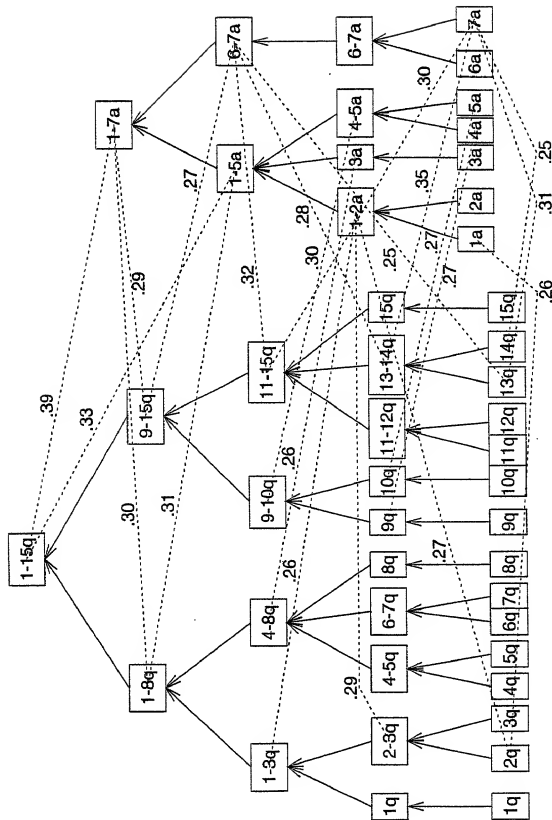 1-15q
1-7a
1-8q
9-15q
1-5a
6-7a
1-3q
4-8q
9-10q
11-15q
1-2a
3a
4-5a
6-7a
1q
2-3q
4-5q
6-7q
8q
9q
10q
11-12q
13-14q
15q
1a
2a
3a
4a
5a
6a
7a
1q
2q
3q
4q
5q
6q
7q
8q
9q
10q
11q
12q
13q
14q
15q
.39
.33
.29
.30
.31
.27
.32
.28
.30
.26
.26
.25
.29
.27
.30
.35
.27
.27
.26
.25
.31